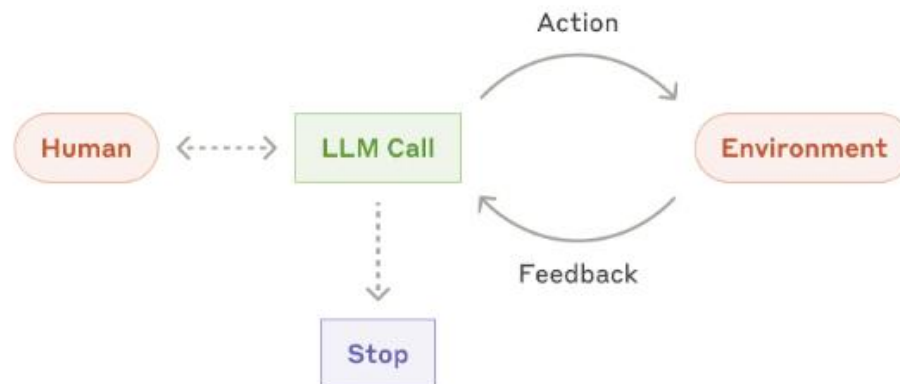 Action
Human
LLM Call
Environment
Feedback
Stop